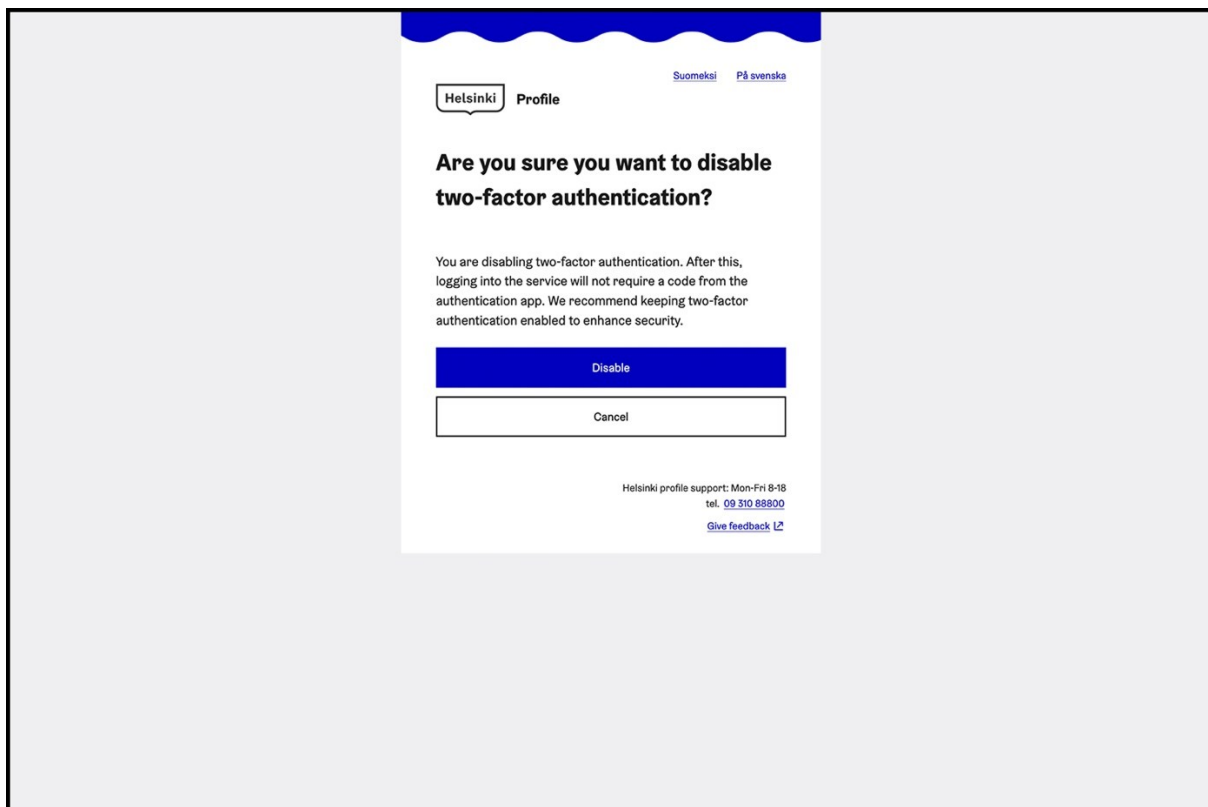 Suomeksi På svenska
Helsinki Profile
Are you sure you want to disable
two-factor authentication?
You are disabling two-factor authentication. After this,
logging into the service will not require a code from the
authentication app. We recommend keeping two-factor
authentication enabled to enhance security.
Disable
Cancel
Helsinki profile support: Mon-Fri 8-18
tel. 09 310 88800
Give feedback